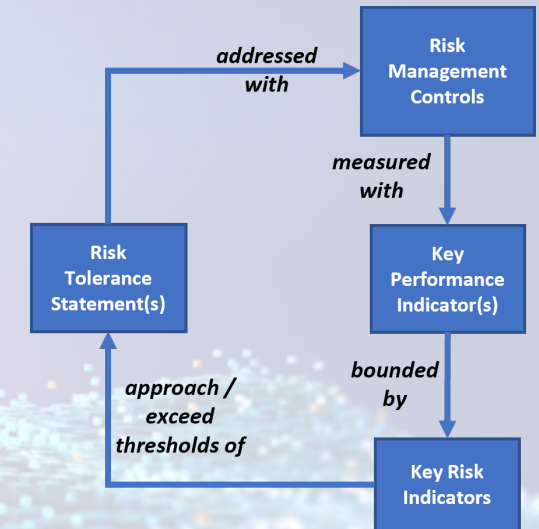 addressed
with
Risk
Management
Controls
measured
with
Risk
Tolerance
Statement(s)
Key
Performance
Indicator(s)
bounded
by
approach /
exceed
thresholds of
Key Risk
Indicators